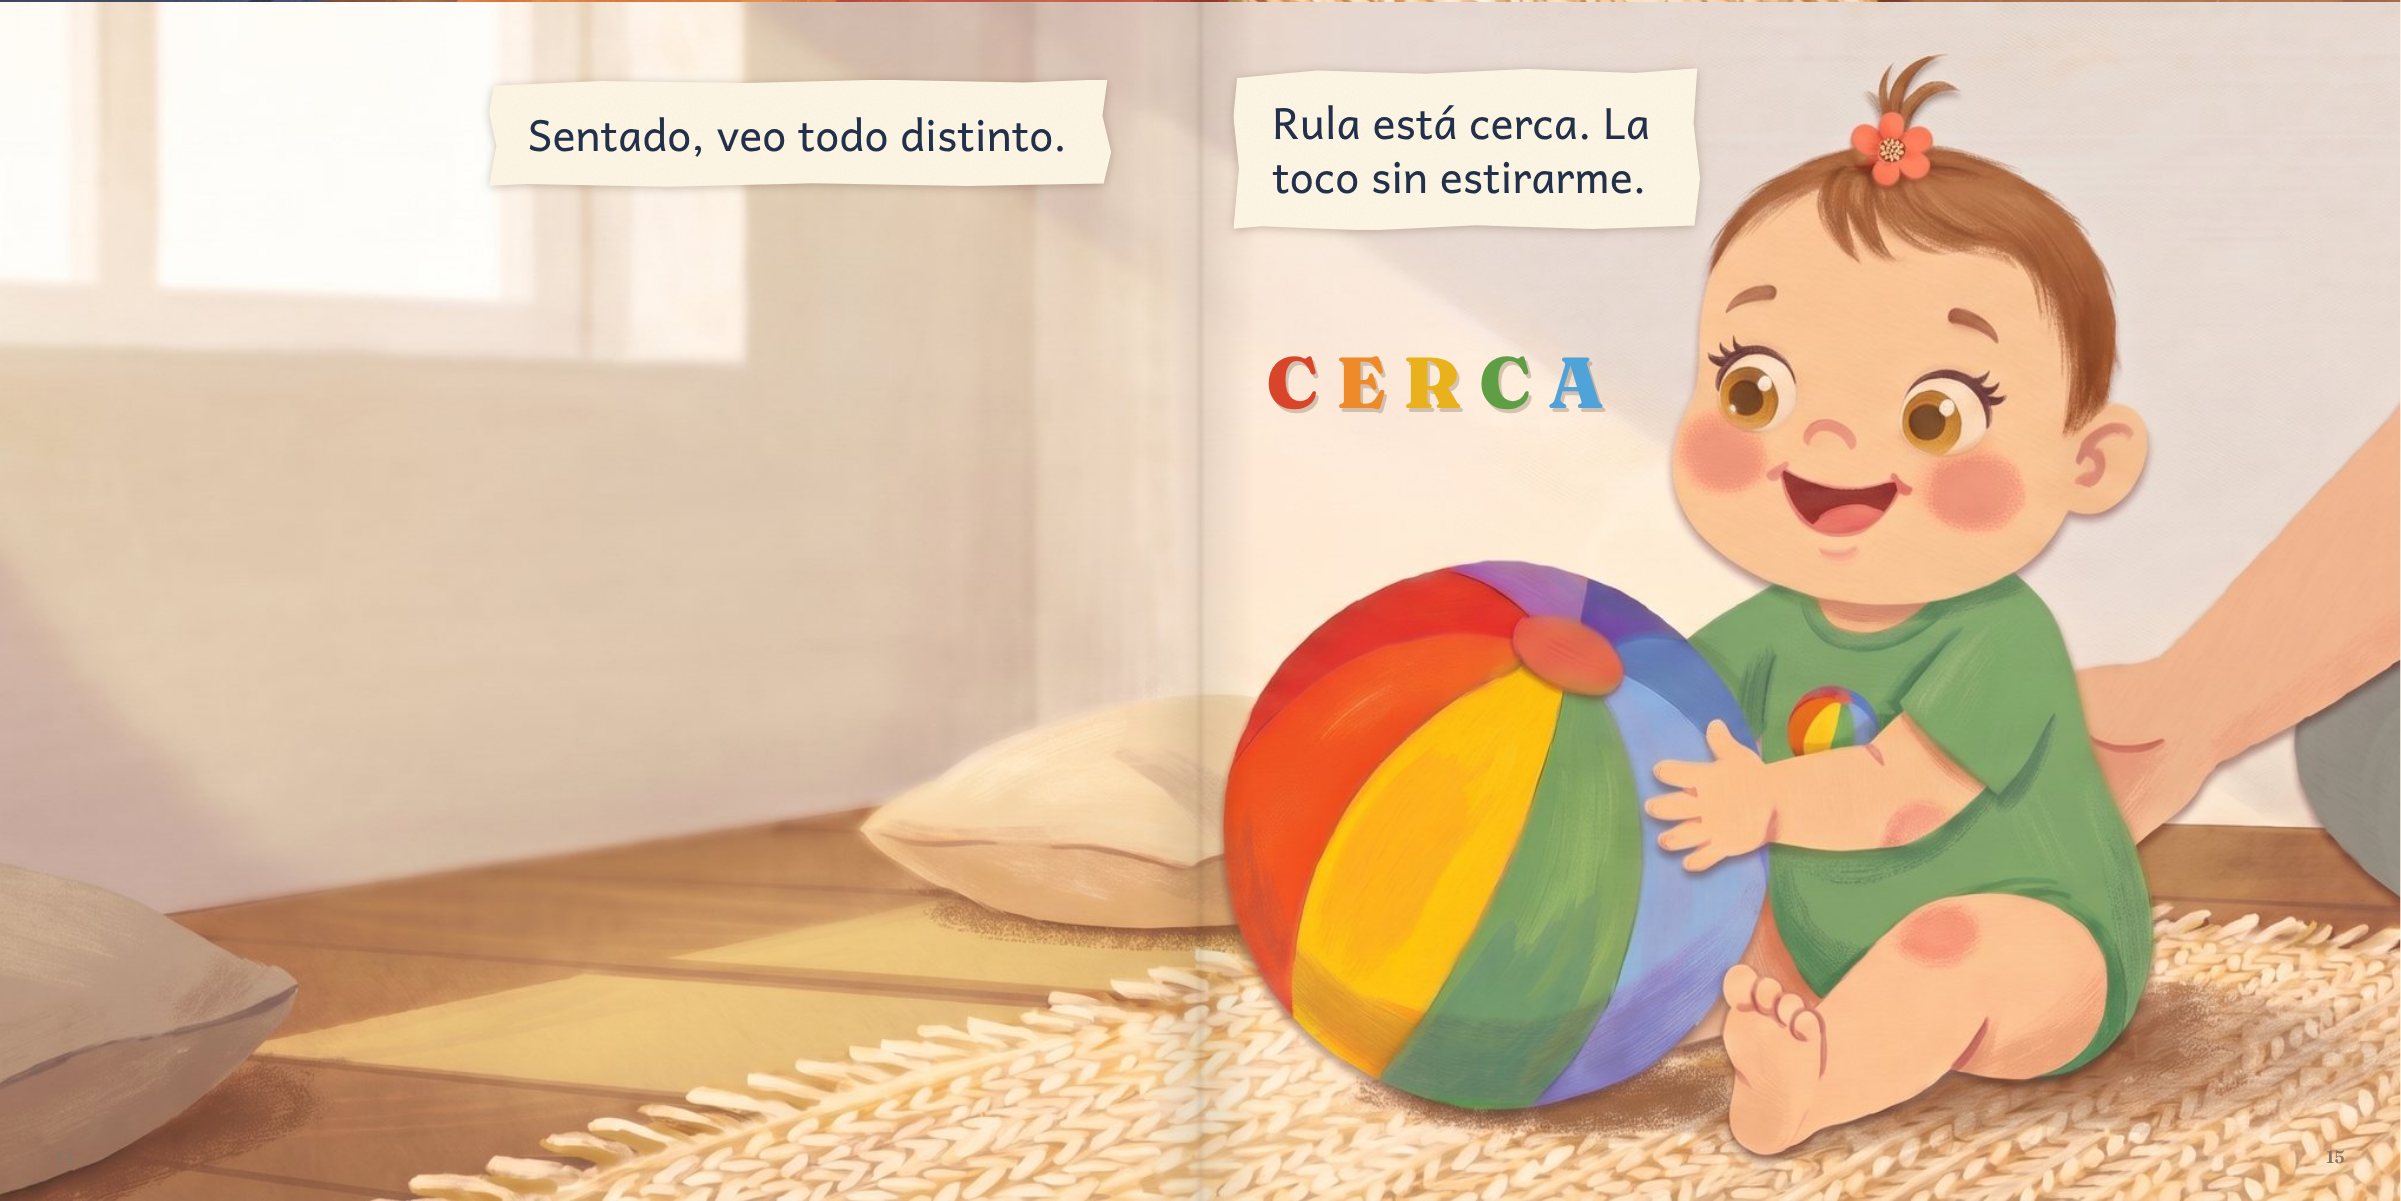 Sentado, veo todo distinto.
Rula está cerca. La
toco sin estirarme.
CERCA
15